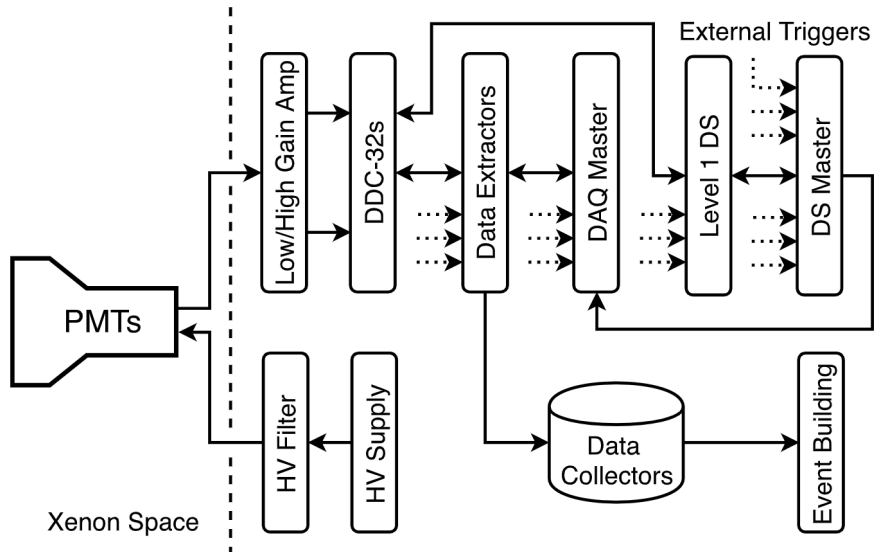 External Triggers
Low/High Gain Amp
DDC-32s
Data Extractors
DAQ Master
Level 1 DS
DS Master
PMTs
HV Filter
HV Supply
Data
Collectors
Event Building
Xenon Space